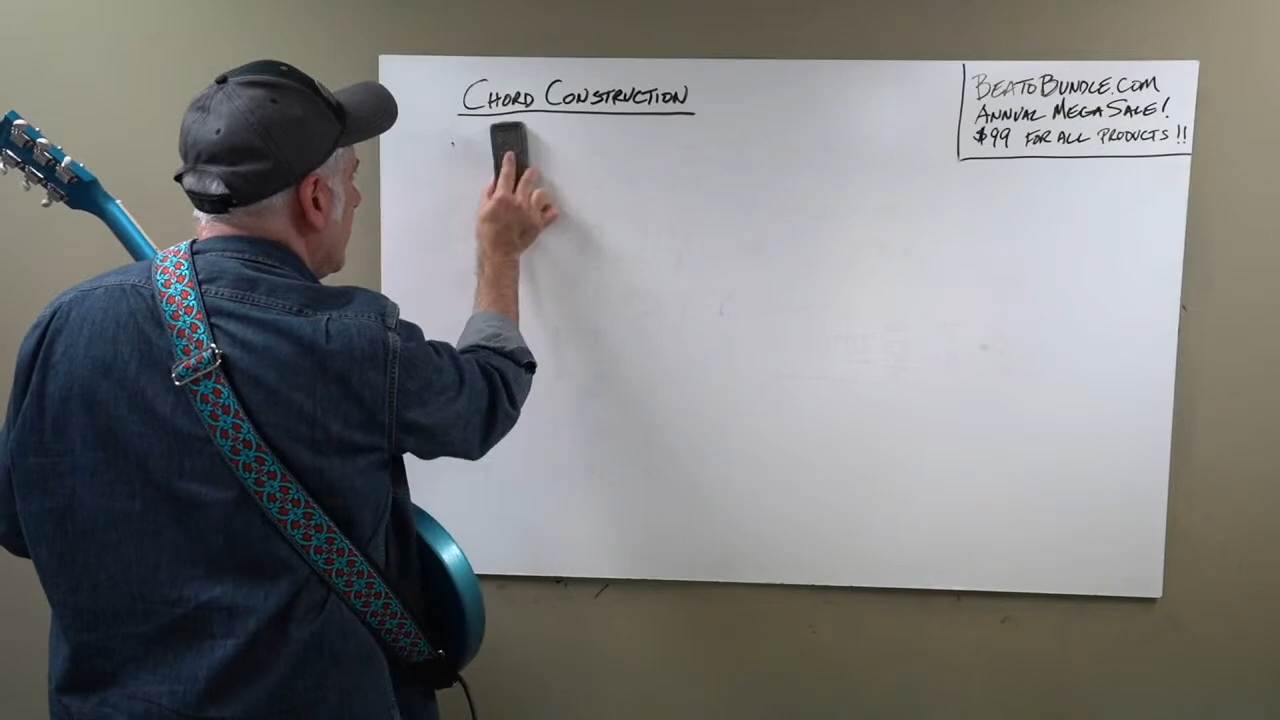 CHORD CONSTRUCTION
BEATOBUNDLE.COM
ANNUAL MEGA SALE!
$99 FOR ALL PRODUCTS!!